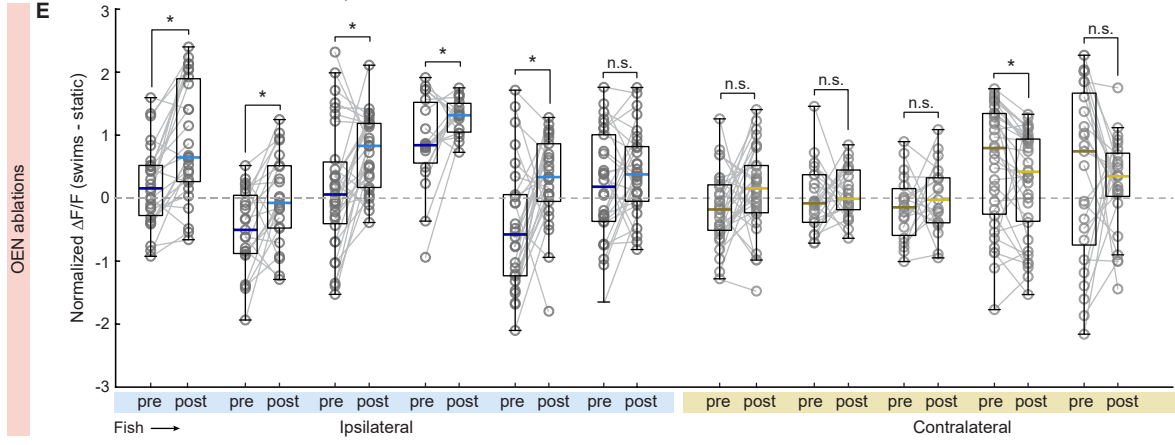 E
OEN ablations
Normalized ΔF/F (swims - static)
3
2
1
0
-1
-2
-3
*
*
*
*
*
n.s.
n.s.
n.s.
n.s.
*
n.s.
pre post pre post pre post pre post pre post pre post pre post pre post pre post pre post pre post
Fish → Ipsilateral Contralateral